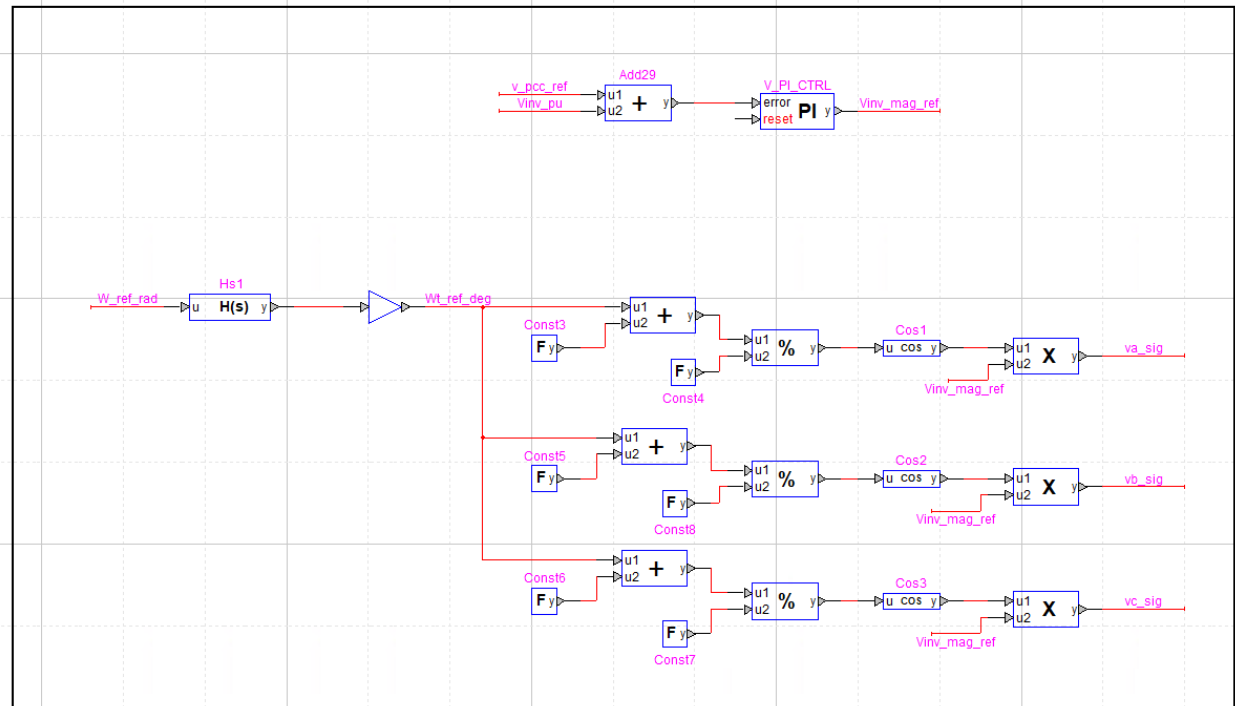 Add29
V_PI_CTRL
v_pcc_ref
u1
+
y
error
PI
y
Vinv_mag_ref
Vinv_pu
u2
reset
Hs1
W_ref_rad
u
H(s)
y
Wt_ref_deg
Const3
F y
u1
u2
+
y
Const4
F y
u1
u2
%
y
Cos1
u cos y
Vinv_mag_ref
u1
u2
X
y
va_sig
Const5
F y
u1
u2
+
y
Const8
F y
u1
u2
%
y
Cos2
u cos y
Vinv_mag_ref
u1
u2
X
y
vb_sig
Const6
F y
u1
u2
+
y
Const7
F y
u1
u2
%
y
Cos3
u cos y
Vinv_mag_ref
u1
u2
X
y
vc_sig